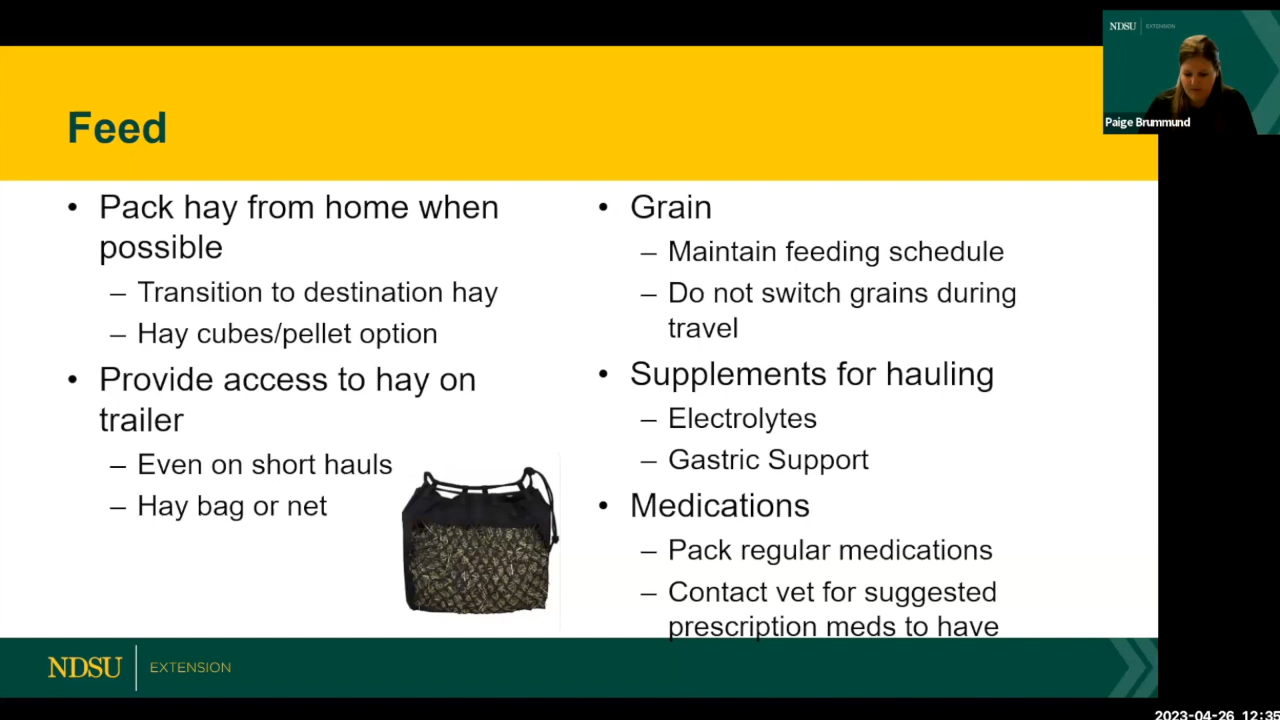 NDSU EXTENSION
Paige Brummund
Feed
• Pack hay from home when
possible
– Transition to destination hay
– Hay cubes/pellet option
• Provide access to hay on
trailer
– Even on short hauls
– Hay bag or net
• Grain
– Maintain feeding schedule
– Do not switch grains during
travel
• Supplements for hauling
– Electrolytes
– Gastric Support
• Medications
– Pack regular medications
– Contact vet for suggested
prescription meds to have
NDSU EXTENSION
2023-04-26 12:35